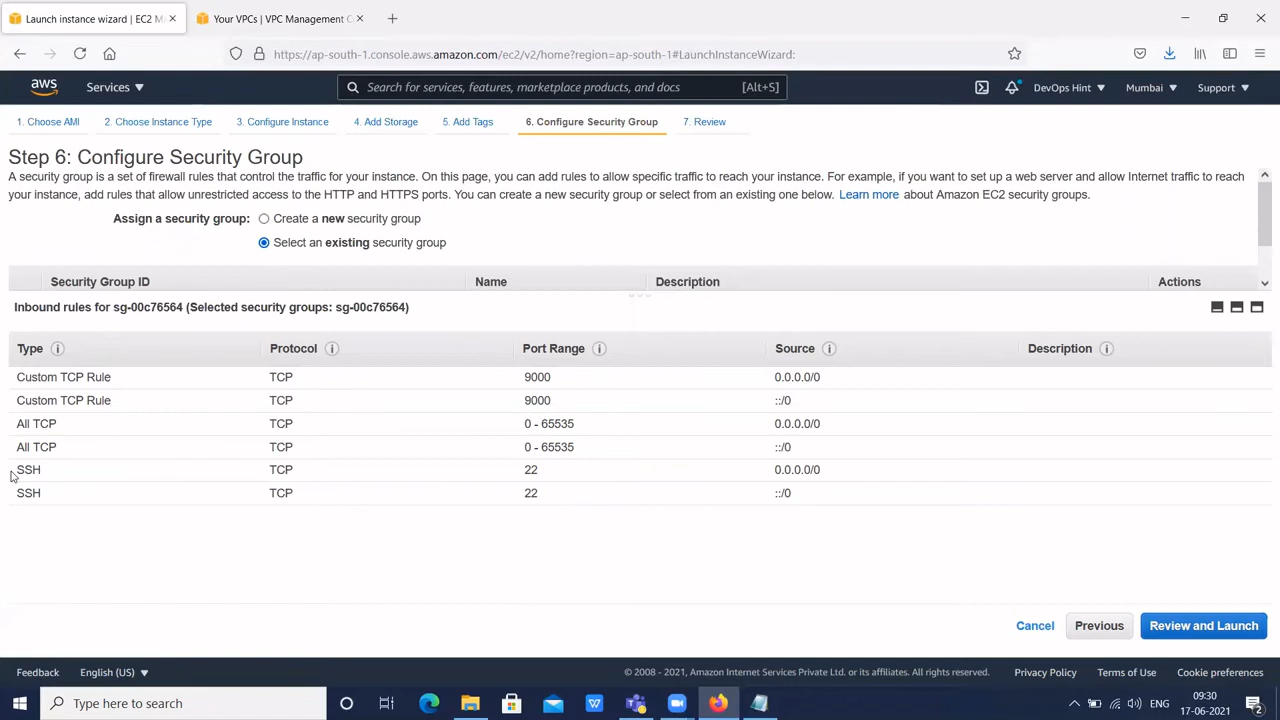 Launch instance wizard | EC2 M
Your VPCs | VPC Management C
https://ap-south-1.console.aws.amazon.com/ec2/v2/home?region=ap-south-1#LaunchInstanceWizard:
aws
Services
Search for services, features, marketplace products, and docs
[Alt+S]
DevOps Hint
Mumbai
Support
1. Choose AMI
2. Choose Instance Type
3. Configure Instance
4. Add Storage
5. Add Tags
6. Configure Security Group
7. Review
Step 6: Configure Security Group
A security group is a set of firewall rules that control the traffic for your instance. On this page, you can add rules to allow specific traffic to reach your instance. For example, if you want to set up a web server and allow Internet traffic to reach
your instance, add rules that allow unrestricted access to the HTTP and HTTPS ports. You can create a new security group or select from an existing one below. Learn more about Amazon EC2 security groups.
Assign a security group:
Create a new security group
Select an existing security group
Security Group ID
Name
Description
Actions
Inbound rules for sg-00c76564 (Selected security groups: sg-00c76564)
Type
Protocol
Port Range
Source
Description
Custom TCP Rule TCP 9000 0.0.0.0/0
Custom TCP Rule TCP 9000 ::/0
All TCP TCP 0 - 65535 0.0.0.0/0
All TCP TCP 0 - 65535 ::/0
SSH TCP 22 0.0.0.0/0
SSH TCP 22 ::/0
Cancel
Previous
Review and Launch
Feedback
English (US)
© 2008 - 2021, Amazon Internet Services Private Ltd. or its affiliates. All rights reserved.
Privacy Policy
Terms of Use
Cookie preferences
Type here to search
ENG
09:30
17-06-2021
2